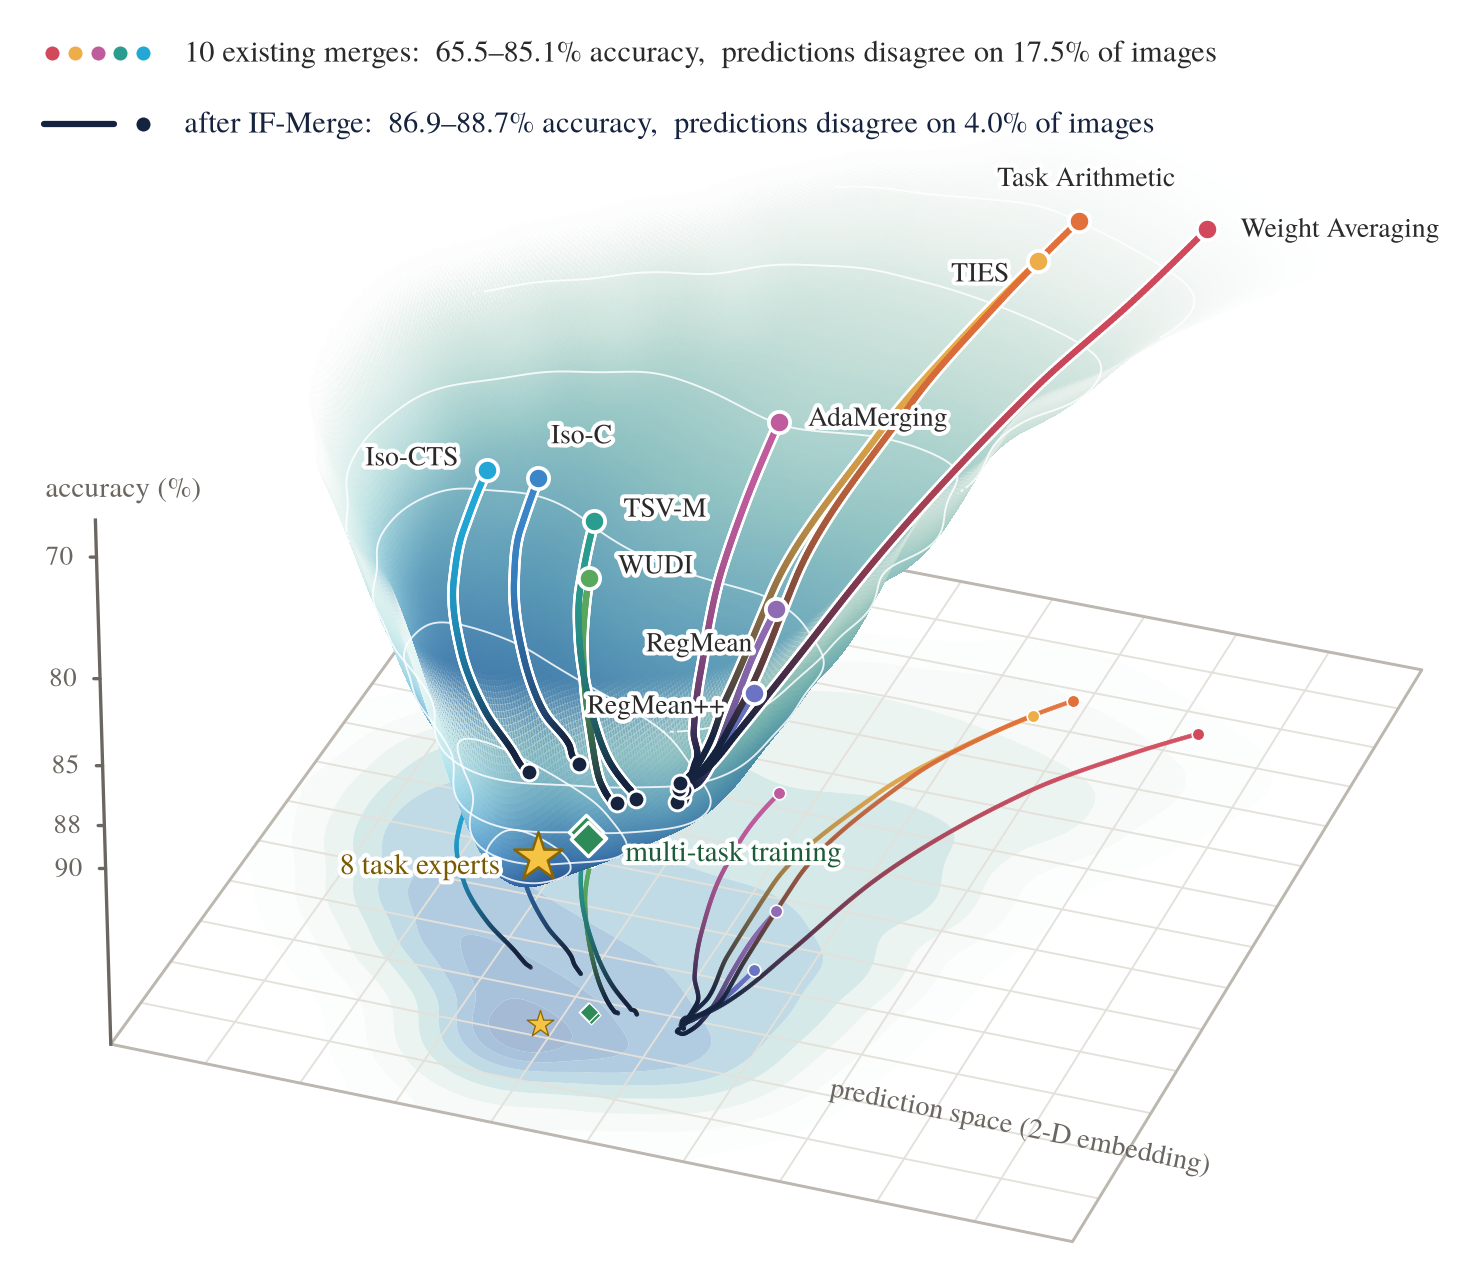 10 existing merges: 65.5–85.1% accuracy, predictions disagree on 17.5% of images
after IF-Merge: 86.9–88.7% accuracy, predictions disagree on 4.0% of images
Task Arithmetic
Weight Averaging
TIES
AdaMerging
Iso-C
Iso-CTS
accuracy (%)
TSV-M
70
WUDI
RegMean
80
RegMean++
85
88
multi-task training
8 task experts
90
prediction space (2-D embedding)